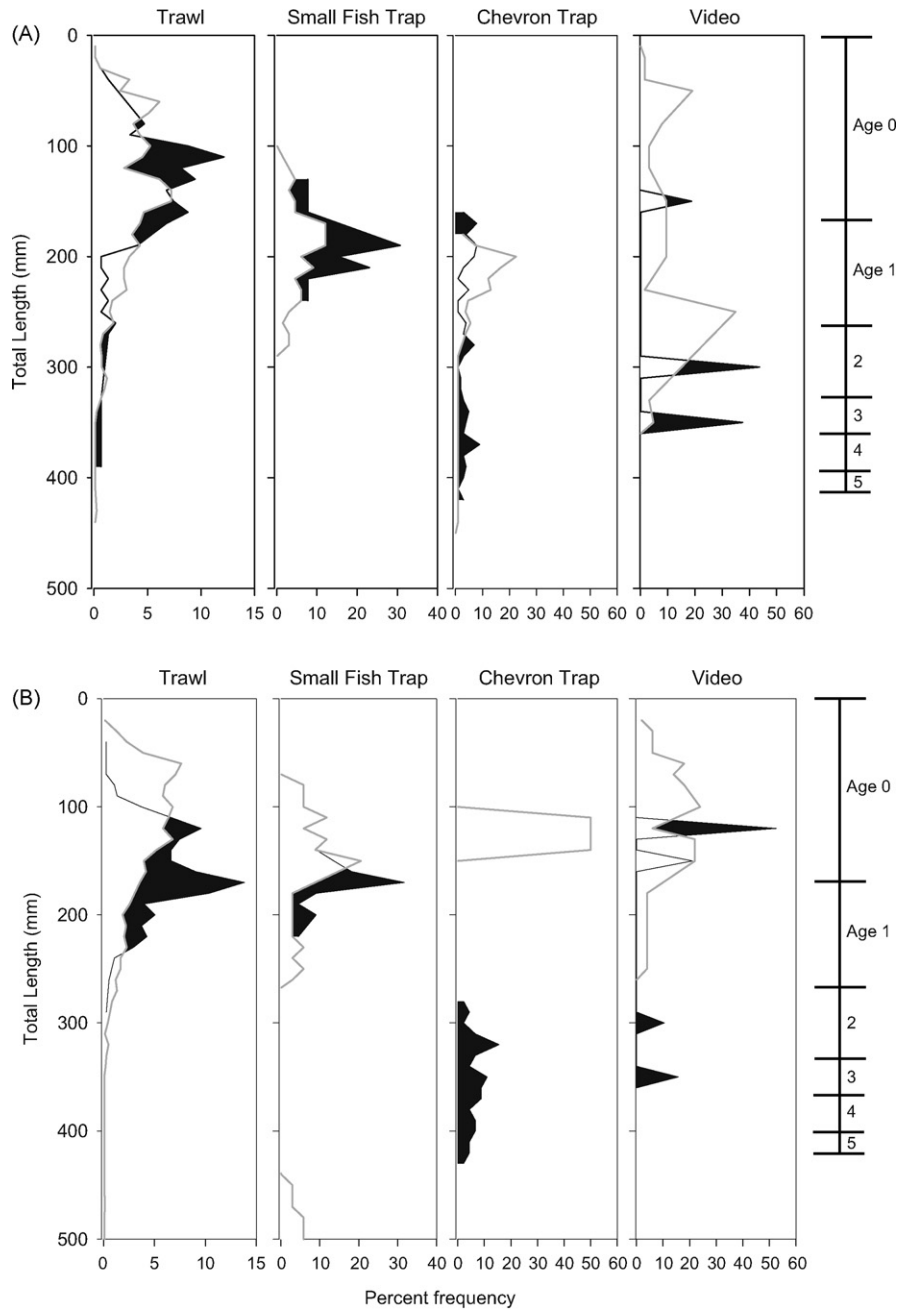 (A)
Trawl Small Fish Trap Chevron Trap Video
0
100
200
300
400
500
Total Length (mm)
Age 0
Age 1
2
3
4
5
0 5 10 15 0 10 20 30 40 0 10 20 30 40 50 60 0 10 20 30 40 50 60
(B)
Trawl Small Fish Trap Chevron Trap Video
0
100
200
300
400
500
Total Length (mm)
Age 0
Age 1
2
3
4
5
0 5 10 15 0 10 20 30 40 0 10 20 30 40 50 60 0 10 20 30 40 50 60
Percent frequency